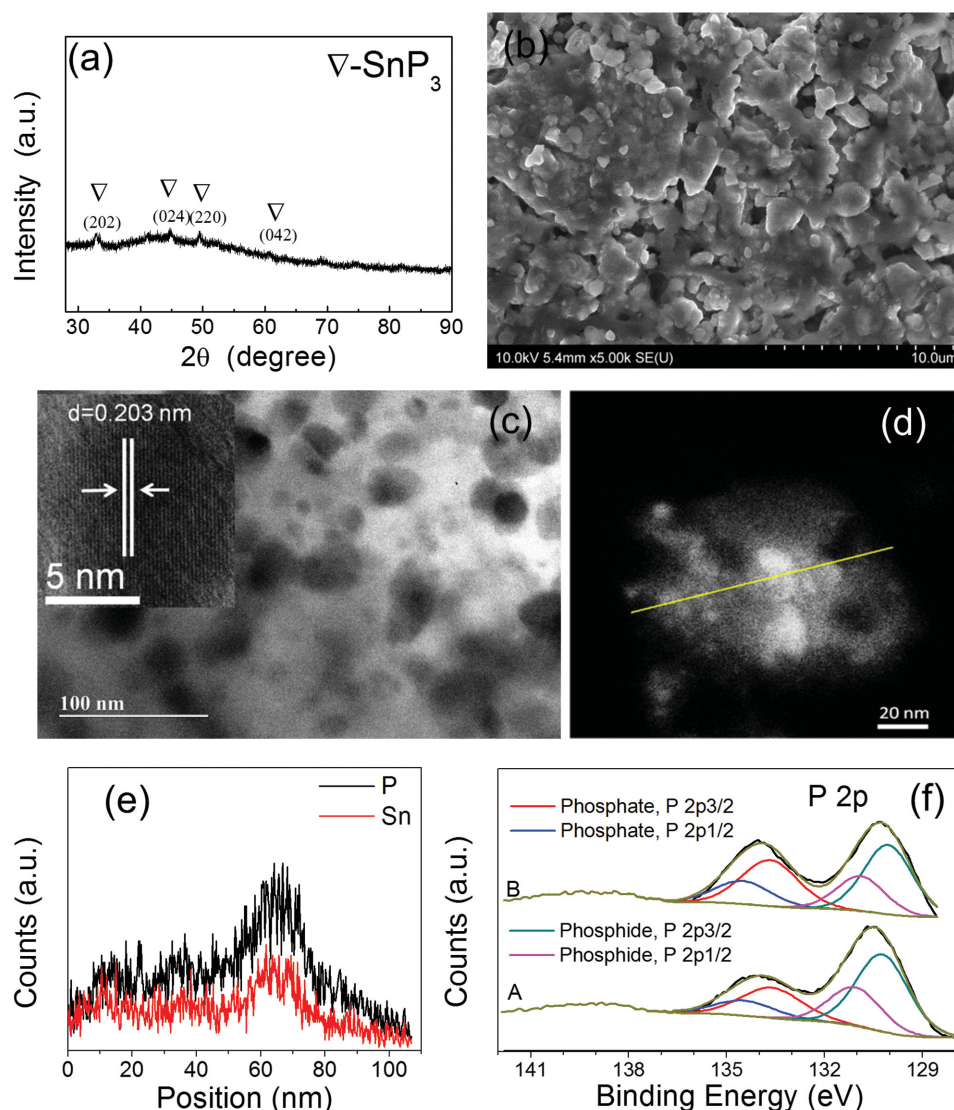 (a)
∇-SnP3
(202)
(024)
(220)
(042)
Intensity (a.u.)
30 40 50 60 70 80 90
2θ (degree)
(b)
10.0kV 5.4mm x5.00k SE(U)
10.0um
d=0.203 nm
5 nm
(c)
100 nm
(d)
20 nm
(e)
P
Sn
Counts (a.u.)
0 20 40 60 80 100
Position (nm)
P 2p
(f)
Phosphate, P 2p3/2
Phosphate, P 2p1/2
B
Phosphide, P 2p3/2
Phosphide, P 2p1/2
A
Counts (a.u.)
141 138 135 132 129
Binding Energy (eV)